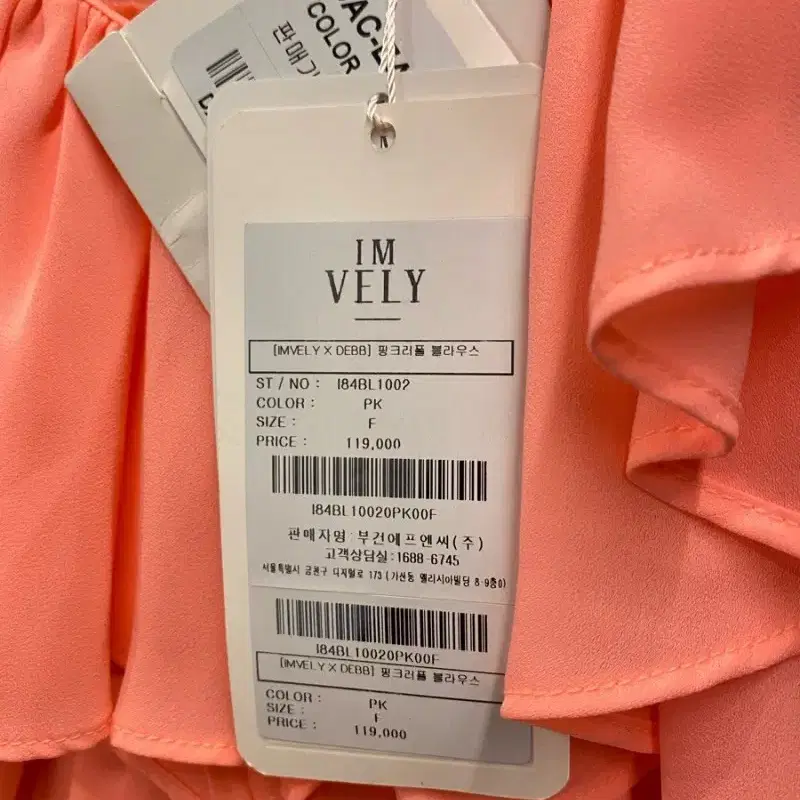 COLOR
판매가
IM
VELY
[IMVELY X DEBB] 핑크러플 블라우스
ST / NO : I84BL1002
COLOR : PK
SIZE : F
PRICE : 119,000
I84BL10020PK00F
판매자명: 부건에프엔씨(주)
고객상담실:1688-6745
서울특별시 금천구 디지털로 173 (가산동 엘리시아빌딩 8-9층)
I84BL10020PK00F
[IMVELY X DEBB] 핑크러플 블라우스
COLOR : PK
SIZE : F
PRICE : 119,000